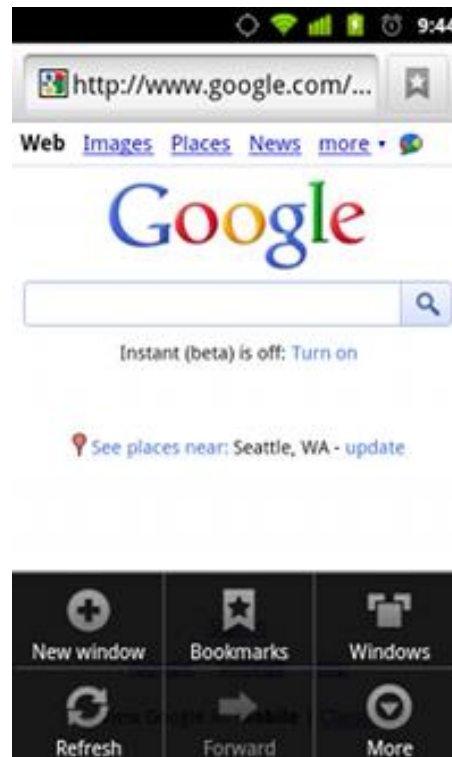 9:44
http://www.google.com/...
Web Images Places News more
Google
Instant (beta) is off: Turn on
See places near: Seattle, WA - update
New window Bookmarks Windows
Refresh Forward More